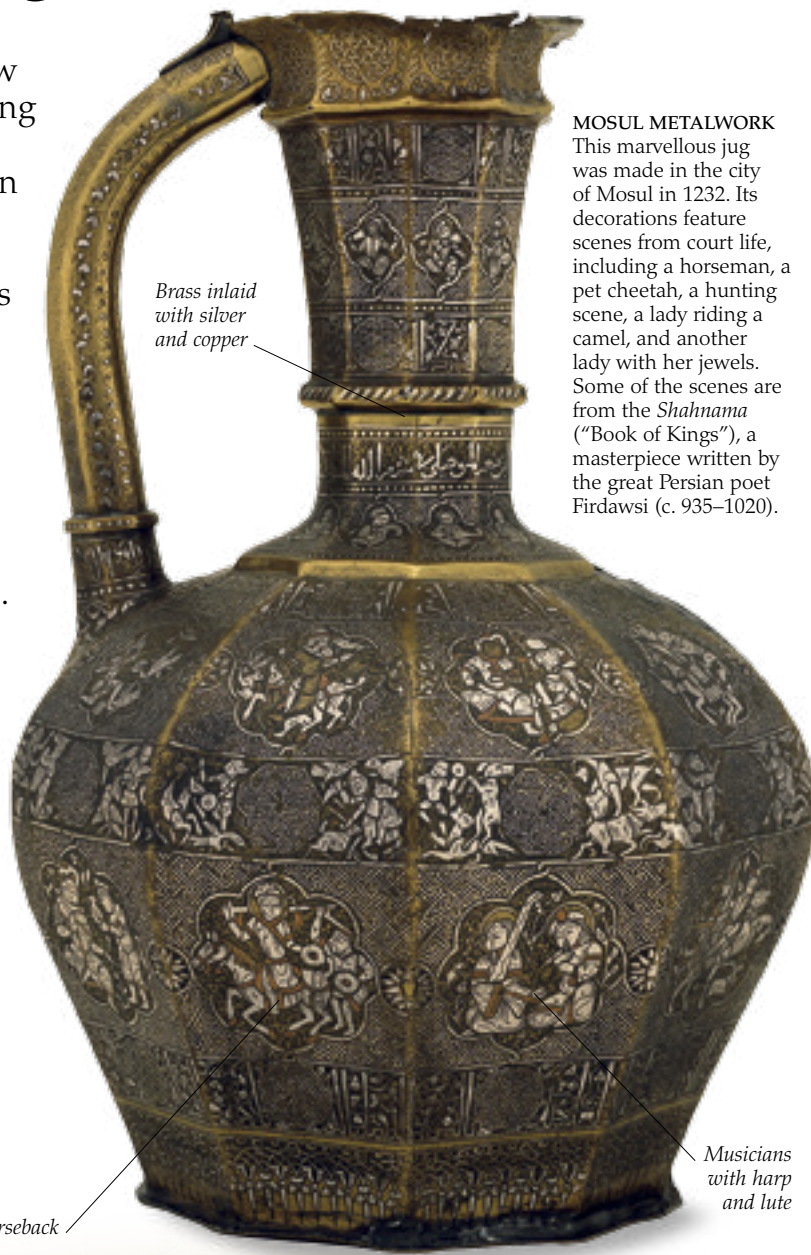 w
ng
n
s
.
MOSUL METALWORK
This marvellous jug
was made in the city
of Mosul in 1232. Its
decorations feature
scenes from court life,
including a horseman, a
pet cheetah, a hunting
scene, a lady riding a
camel, and another
lady with her jewels.
Some of the scenes are
from the Shahnama
(“Book of Kings”), a
masterpiece written by
the great Persian poet
Firdawsi (c. 935–1020).
Brass inlaid
with silver
and copper
Musicians
with harp
and lute
rseback